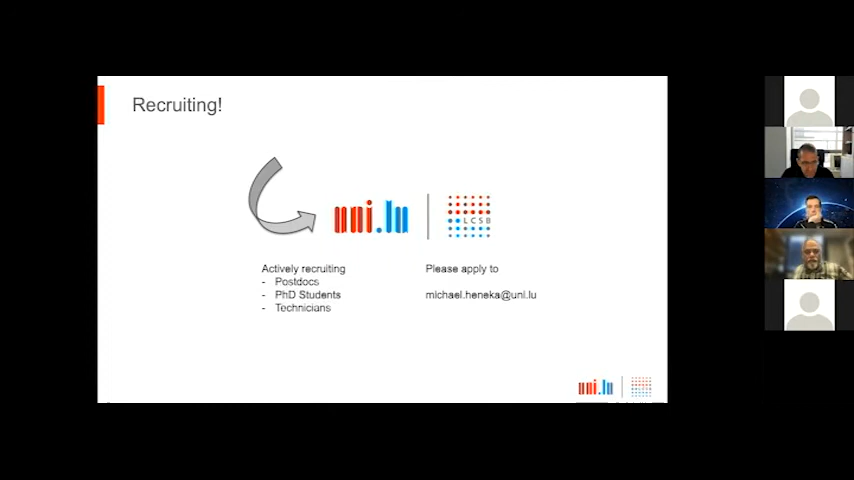 Recruiting!
uni.lu
LCSB
Actively recruiting
- Postdocs
- PhD Students
- Technicians
Please apply to
michael.heneka@uni.lu
uni.lu